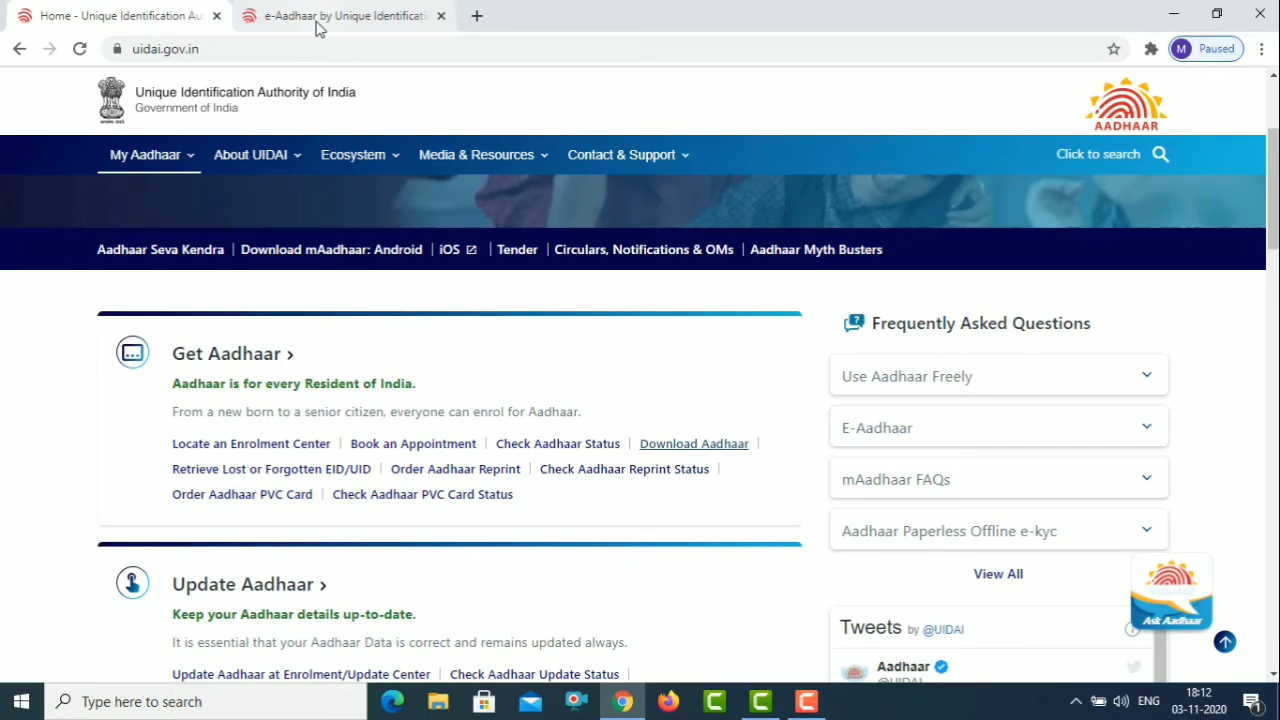 Home - Unique Identification Au
e-Aadhaar by Unique Identificati
uidai.gov.in
M Paused
Unique Identification Authority of India
Government of India
AADHAAR
My Aadhaar About UIDAI Ecosystem Media & Resources Contact & Support Click to search
Aadhaar Seva Kendra | Download mAadhaar: Android | iOS | Tender | Circulars, Notifications & OMs | Aadhaar Myth Busters
Get Aadhaar >
Aadhaar is for every Resident of India.
From a new born to a senior citizen, everyone can enrol for Aadhaar.
Locate an Enrolment Center | Book an Appointment | Check Aadhaar Status | Download Aadhaar |
Retrieve Lost or Forgotten EID/UID | Order Aadhaar Reprint | Check Aadhaar Reprint Status |
Order Aadhaar PVC Card | Check Aadhaar PVC Card Status
Update Aadhaar >
Keep your Aadhaar details up-to-date.
It is essential that your Aadhaar Data is correct and remains updated always.
Update Aadhaar at Enrolment/Update Center | Check Aadhaar Update Status |
Frequently Asked Questions
Use Aadhaar Freely
E-Aadhaar
mAadhaar FAQs
Aadhaar Paperless Offline e-kyc
View All
Ask Aadhaar
Tweets by @UIDAI
Aadhaar
@UIDAI
Type here to search
ENG
18:12
03-11-2020
1